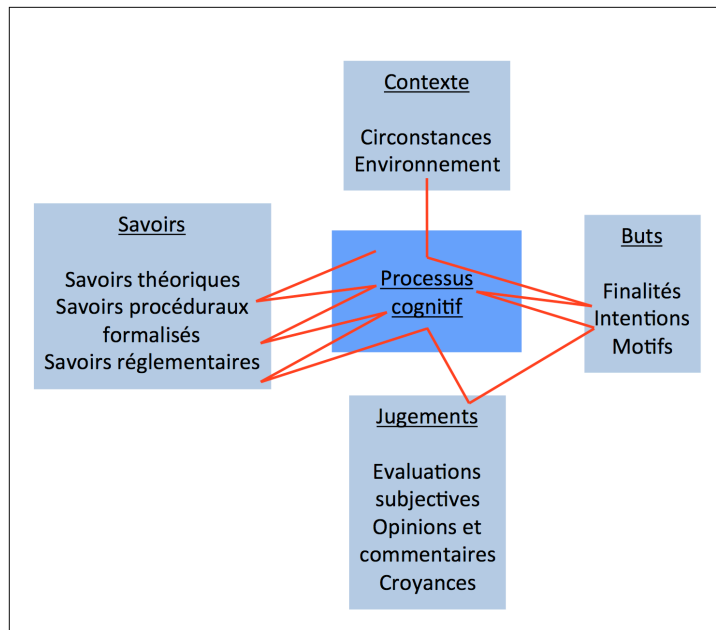 Contexte
Circonstances
Environnement
Savoirs
Savoirs théoriques
Savoirs procéduraux
formalisés
Savoirs réglementaires
Processus
cognitif
Buts
Finalités
Intentions
Motifs
Jugements
Evaluations
subjectives
Opinions et
commentaires
Croyances